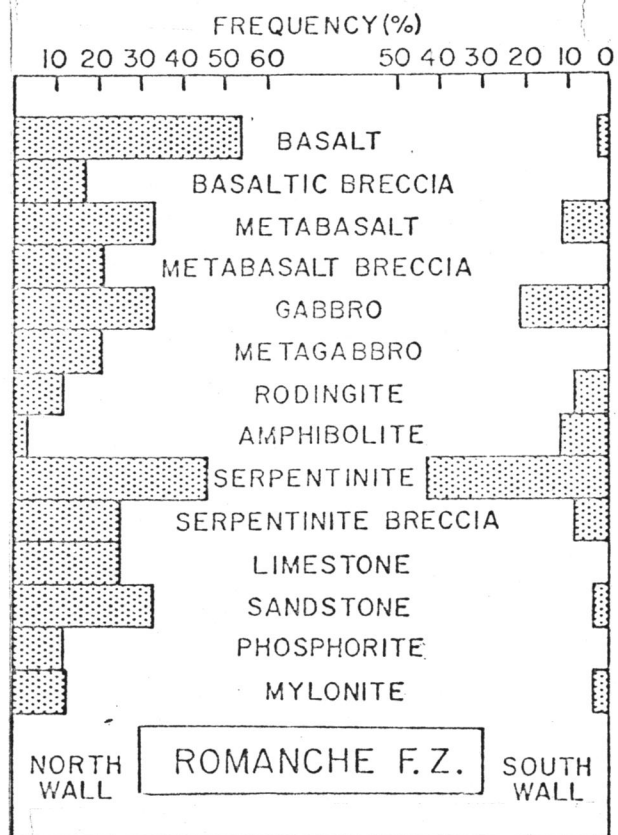 FREQUENCY (%)
10 20 30 40 50 60 50 40 30 20 10 0
BASALT
BASALTIC BRECCIA
METABASALT
METABASALT BRECCIA
GABBRO
METAGABBRO
RODINGITE
AMPHIBOLITE
SERPENTINITE
SERPENTINITE BRECCIA
LIMESTONE
SANDSTONE
PHOSPHORITE
MYLONITE
NORTH WALL
ROMANCHE F. Z.
SOUTH WALL